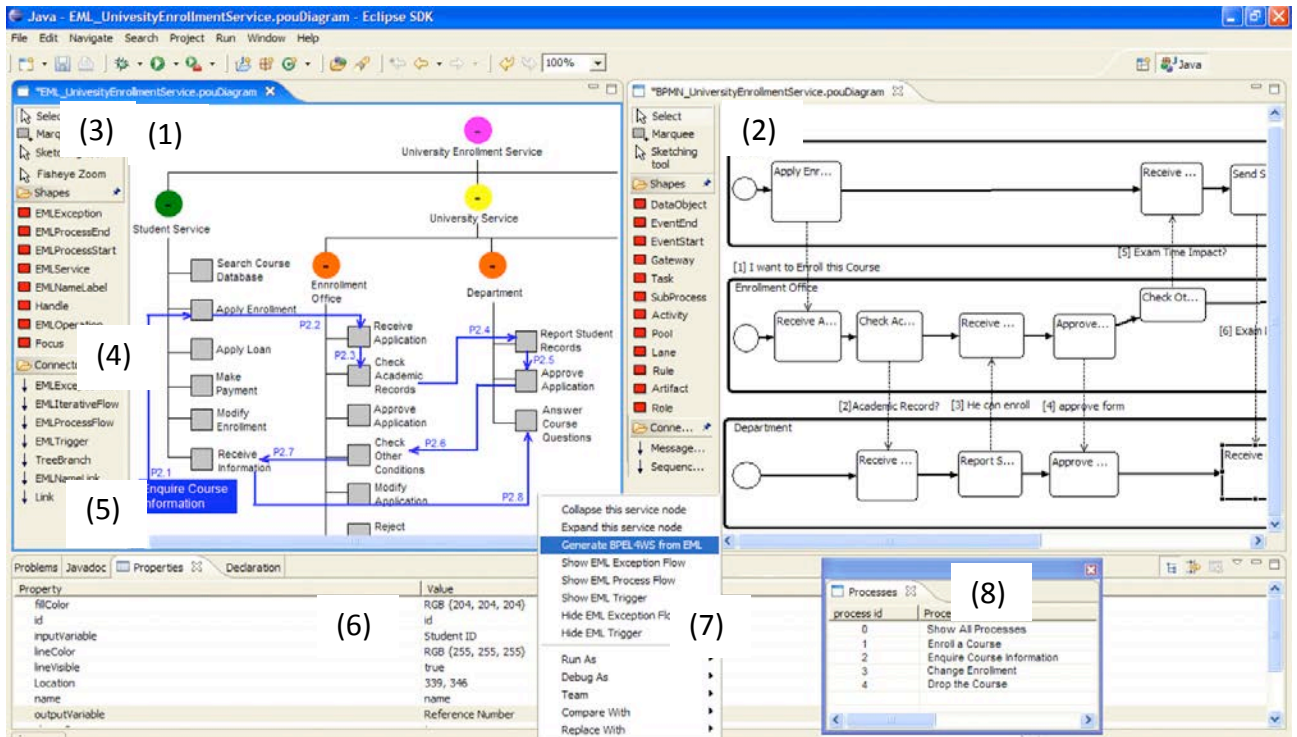 Java - EML_UnivesityEnrollmentService.pouDiagram - Eclipse SDK
File Edit Navigate Search Project Run Window Help
100%
Java
*EML_UnivesityEnrollmentService.pouDiagram
(3)
(1)
Marq
Fisheye Zoom
Shapes
EMLException
EMLProcessEnd
EMLProcessStart
EMLService
EMLNameLabel
Handle
EMLOperation
Focus
(4)
EMLIterativeFlow
EMLProcessFlow
EMLTrigger
TreeBranch
EMLNameLink
Link
(5)
University Enrollment Service
Student Service
University Service
Ennrollment
Office
Department
Search Course
Database
Apply Enrollment
Apply Loan
Make
Payment
Modify
Enrollment
Receive
Information
Receive
Application
Check
Academic
Records
Approve
Application
Check
Other
Conditions
Modify
Application
Reject
Report Student
Records
Approve
Application
Answer
Course
Questions
P2.1
P2.2
P2.3
P2.4
P2.5
P2.6
P2.7
P2.8
Enquire Course
Information
*BPMN_UniversityEnrollmentService.pouDiagram
(2)
Select
Marquee
Sketching
tool
Shapes
DataObject
EventEnd
EventStart
Gateway
Task
SubProcess
Activity
Pool
Lane
Rule
Artifact
Role
Conne...
Message...
Sequenc...
Apply Enr...
Receive ...
Send S
[1] I want to Enroll this Course
[5] Exam Time Impact?
Enrollment Office
Receive A...
Check Ac...
Receive ...
Approve...
Check Ot...
[6] Exam
[2]Academic Record?
[3] He can enroll
[4] approve form
Department
Receive ...
Report S...
Approve ...
Receive
Problems Javadoc Properties Declaration
Property Value
fillColor RGB {204, 204, 204}
id id
inputVariable Student ID
lineColor RGB {255, 255, 255}
lineVisible true
Location 339, 346
name name
outputVariable Reference Number
(6)
Collapse this service node
Expand this service node
Generate BPEL4WS from EML
Show EML Exception Flow
Show EML Process Flow
Show EML Trigger
Hide EML Exception Flo
Hide EML Trigger
Run As
Debug As
Team
Compare With
Replace With
(7)
Processes
(8)
process id Proce
0 Show All Processes
1 Enroll a Course
2 Enquire Course Information
3 Change Enrollment
4 Drop the Course